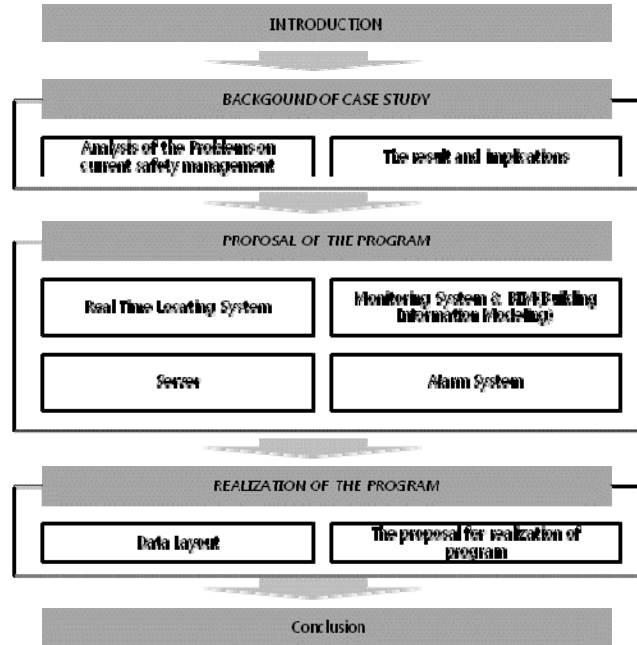 INTRODUCTION
BACKGOUND OF CASE STUDY
Analysis of the Problems on
current safety management
The result and implications
PROPOSAL OF THE PROGRAM
Real Time Locating System
Monitoring System & BIM(Building
Information Modeling)
Server
Alarm System
REALIZATION OF THE PROGRAM
Data Layout
The proposal for realization of
program
Conclusion